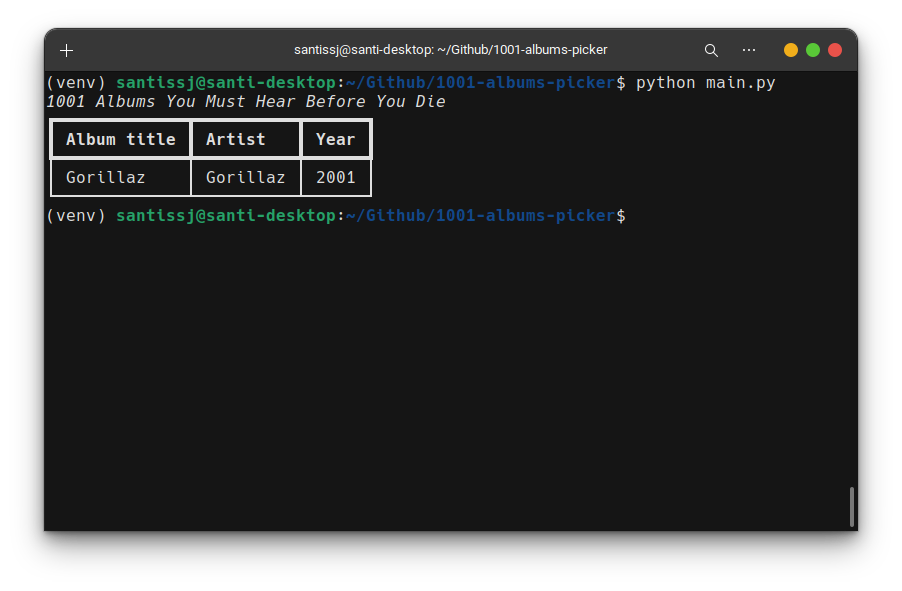 santissj@santi-desktop: ~/Github/1001-albums-picker
(venv) santissj@santi-desktop:~/Github/1001-albums-picker$ python main.py
1001 Albums You Must Hear Before You Die
Album title Artist Year
Gorillaz Gorillaz 2001
(venv) santissj@santi-desktop:~/Github/1001-albums-picker$